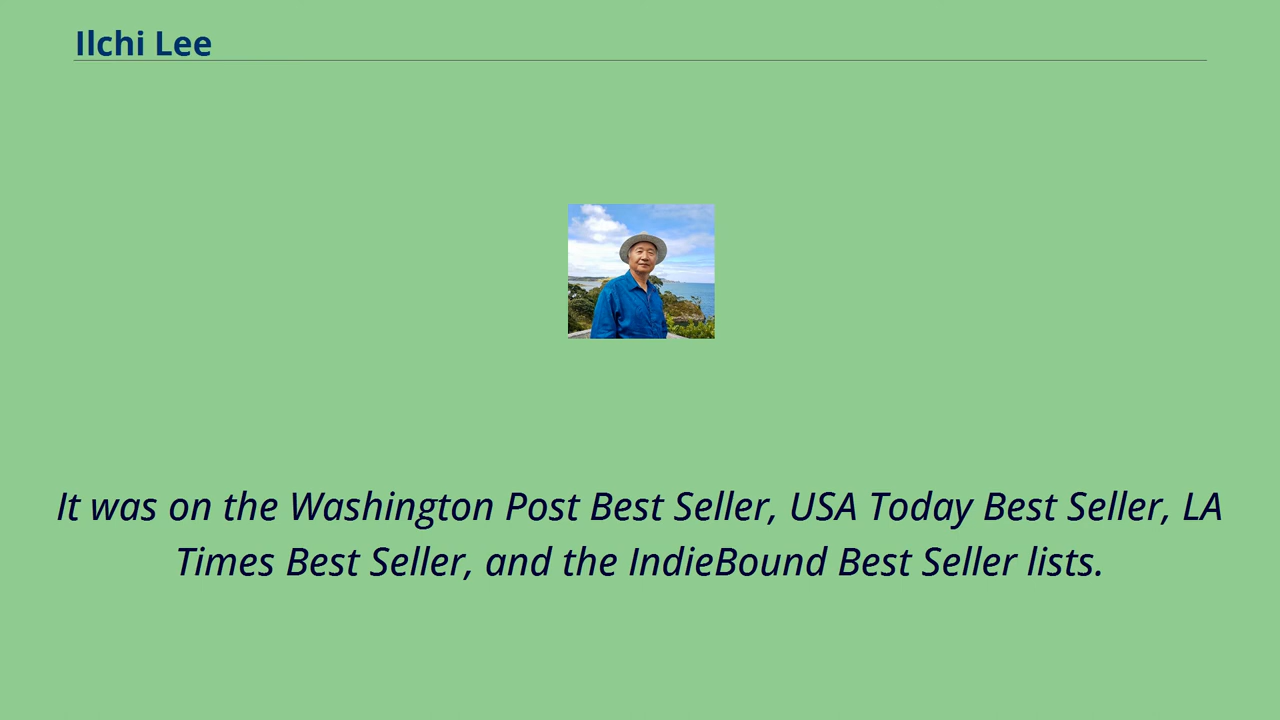 Ilchi Lee
It was on the Washington Post Best Seller, USA Today Best Seller, LA
Times Best Seller, and the IndieBound Best Seller lists.